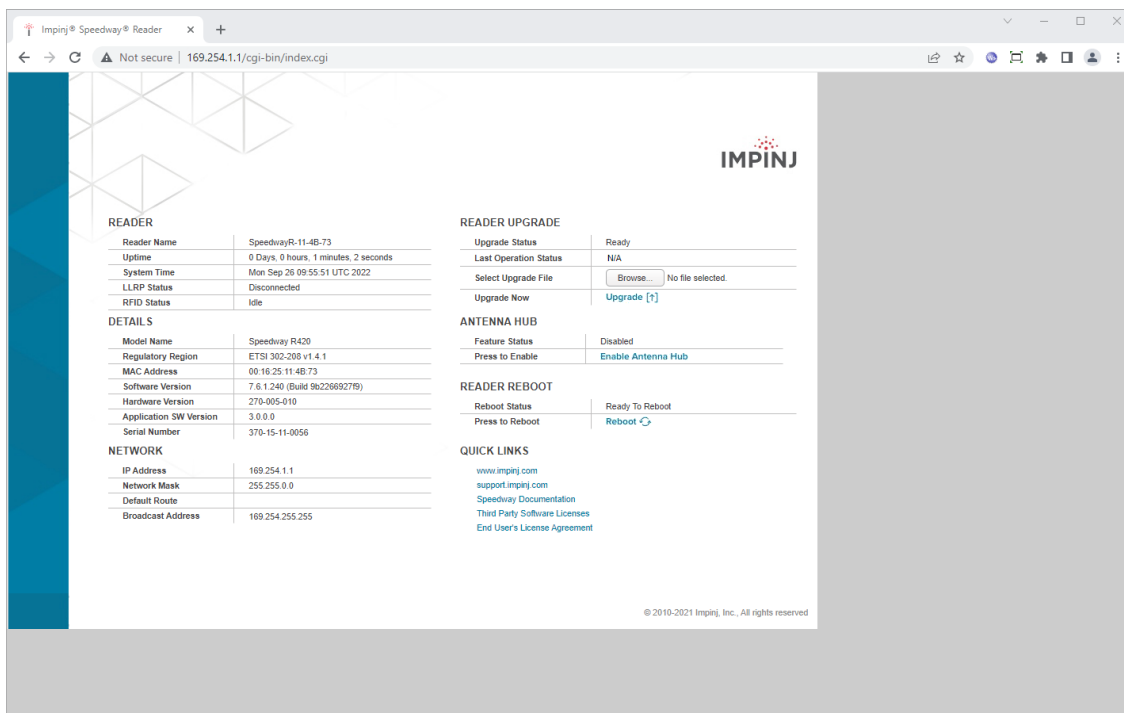 Impinj® Speedway® Reader
Not secure | 169.254.1.1/cgi-bin/index.cgi
IMPINJ
READER
Reader Name SpeedwayR-11-4B-73
Uptime 0 Days, 0 hours, 1 minutes, 2 seconds
System Time Mon Sep 26 09:55:51 UTC 2022
LLRP Status Disconnected
RFID Status Idle
DETAILS
Model Name Speedway R420
Regulatory Region ETSI 302-208 v1.4.1
MAC Address 00:16:25:11:4B:73
Software Version 7.6.1.240 (Build 9b2266927f9)
Hardware Version 270-005-010
Application SW Version 3.0.0.0
Serial Number 370-15-11-0056
NETWORK
IP Address 169.254.1.1
Network Mask 255.255.0.0
Default Route
Broadcast Address 169.254.255.255
READER UPGRADE
Upgrade Status Ready
Last Operation Status N/A
Select Upgrade File Browse... No file selected.
Upgrade Now Upgrade [↑]
ANTENNA HUB
Feature Status Disabled
Press to Enable Enable Antenna Hub
READER REBOOT
Reboot Status Ready To Reboot
Press to Reboot Reboot
QUICK LINKS
www.impinj.com
support.impinj.com
Speedway Documentation
Third Party Software Licenses
End User's License Agreement
© 2010-2021 Impinj, Inc., All rights reserved